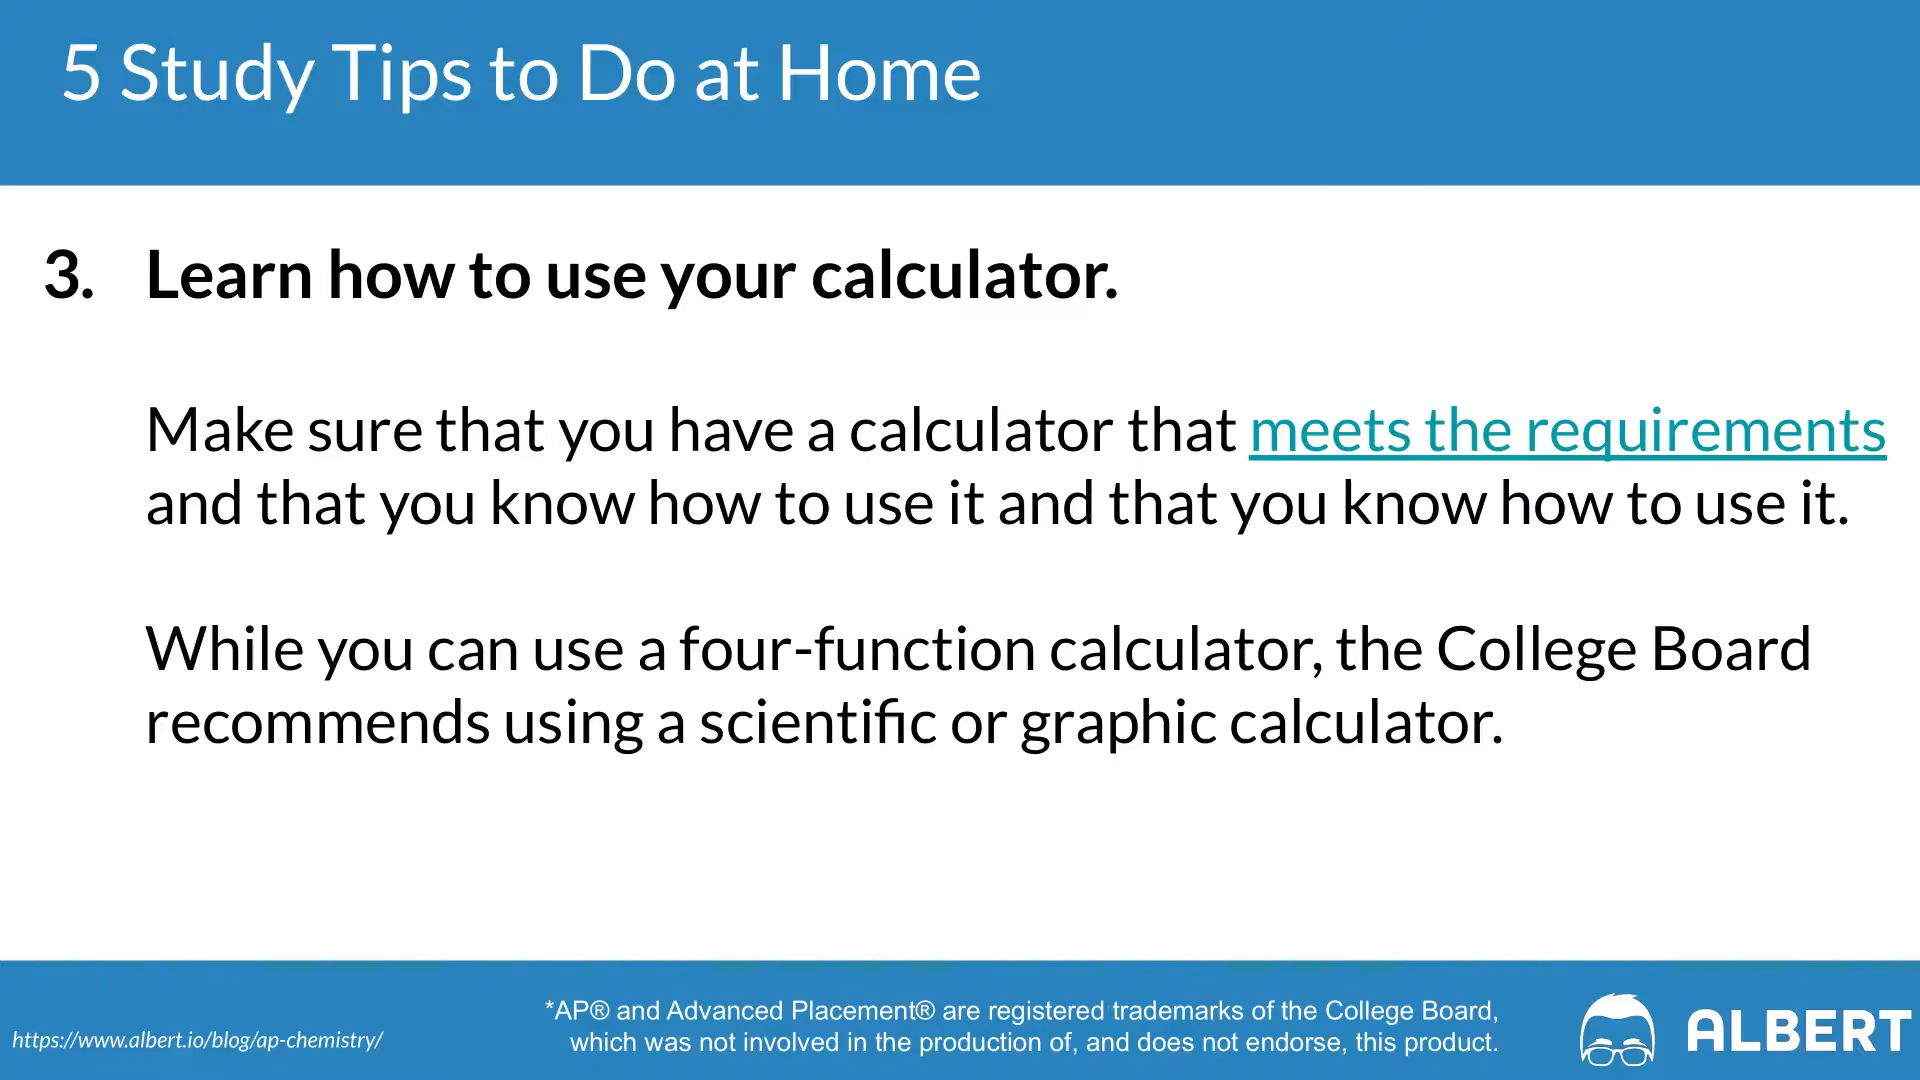 5 Study Tips to Do at Home
3. Learn how to use your calculator.
Make sure that you have a calculator that meets the requirements
and that you know how to use it and that you know how to use it.
While you can use a four-function calculator, the College Board
recommends using a scientific or graphic calculator.
https://www.albert.io/blog/ap-chemistry/
*AP® and Advanced Placement® are registered trademarks of the College Board,
which was not involved in the production of, and does not endorse, this product.
ALBERT